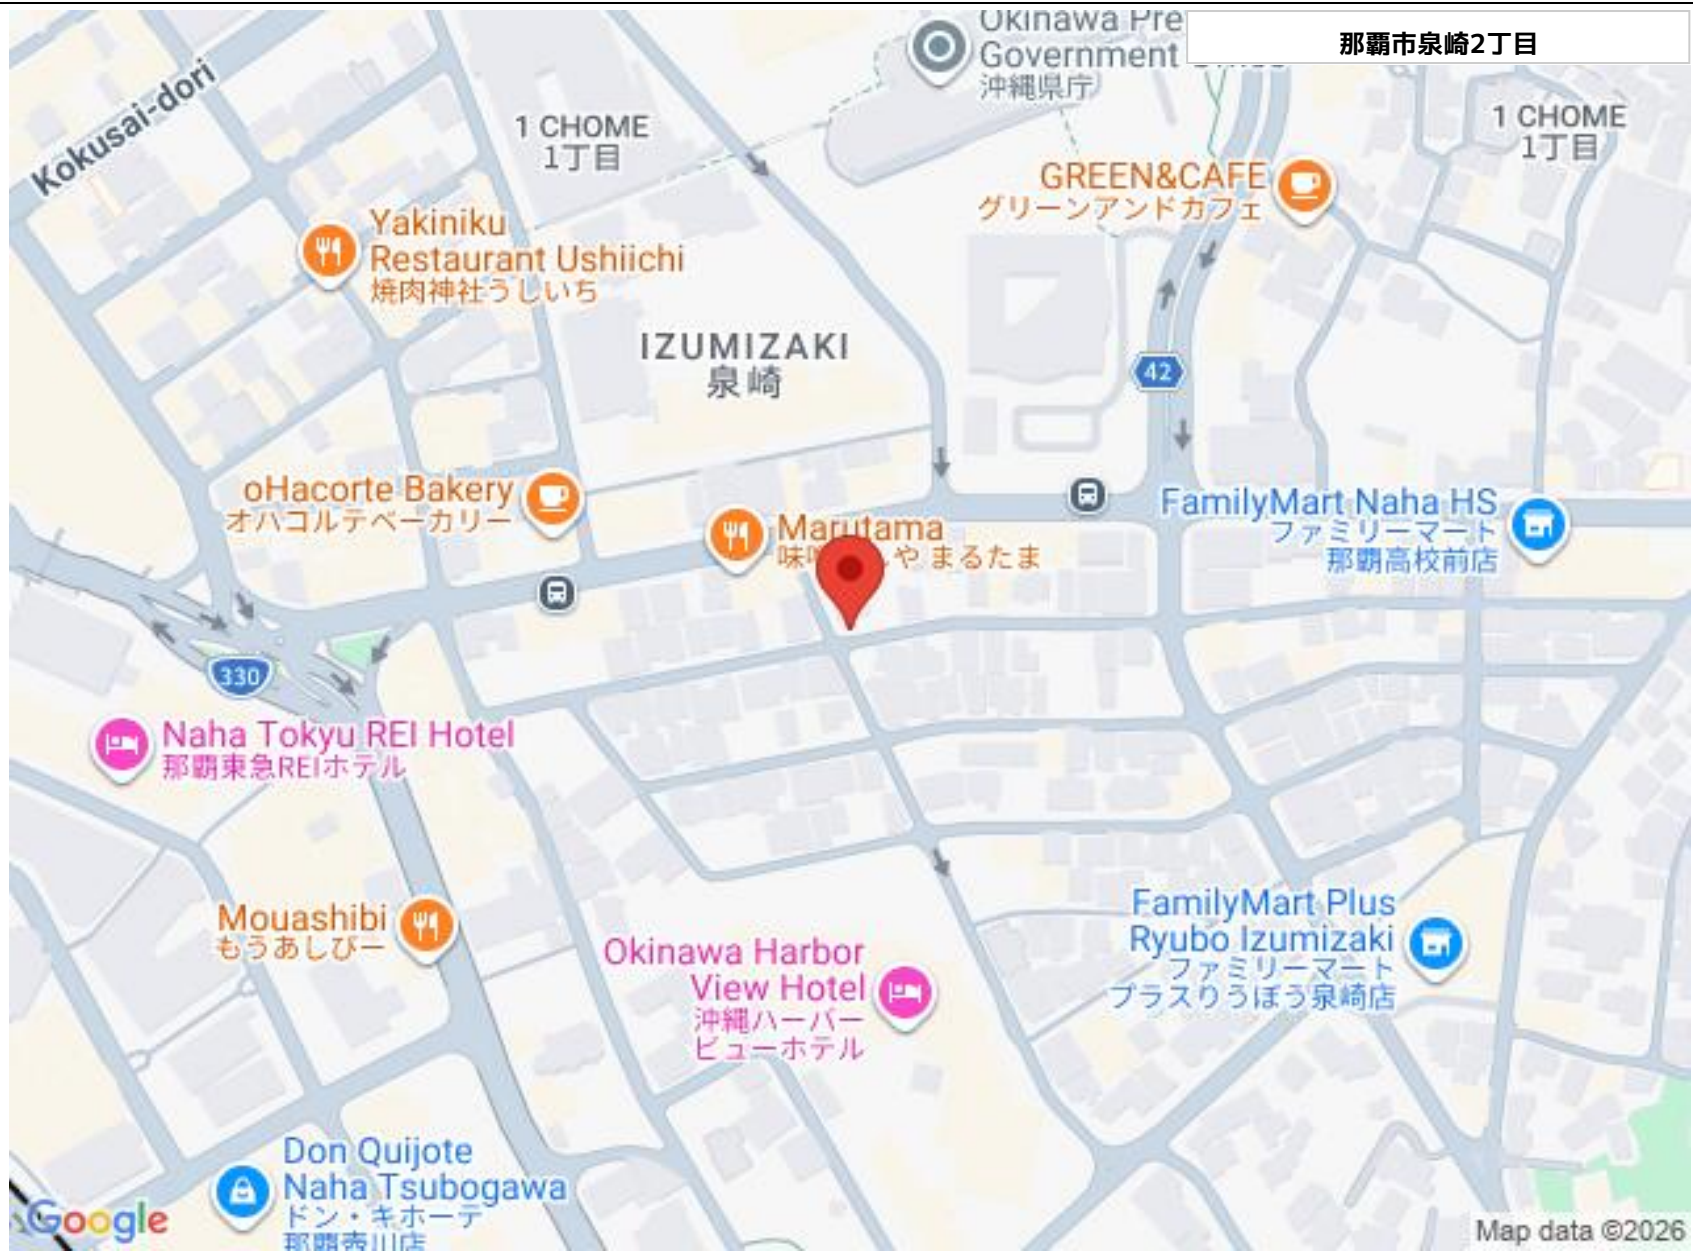 Okinawa Pre
Government
沖縄県庁
那覇市泉崎2丁目
Kokusai-dori
1 CHOME
1丁目
1 CHOME
1丁目
GREEN&CAFE
グリーンアンドカフェ
Yakiniku
Restaurant Ushiichi
焼肉神社うしいち
IZUMIZAKI
泉崎
42
oHacorte Bakery
オハコルテベーカリー
Marutama
や まるたま
FamilyMart Naha HS
ファミリーマート
那覇高校前店
330
Naha Tokyu REI Hotel
那覇東急REIホテル
Mouashibi
もうあしびー
Okinawa Harbor
View Hotel
沖縄ハーバー
ビューホテル
FamilyMart Plus
Ryubo Izumizaki
ファミリーマート
プラスりうぼう泉崎店
Don Quijote
Naha Tsubogawa
ドン・キホーテ
那覇壺川店
Google
Map data ©2026